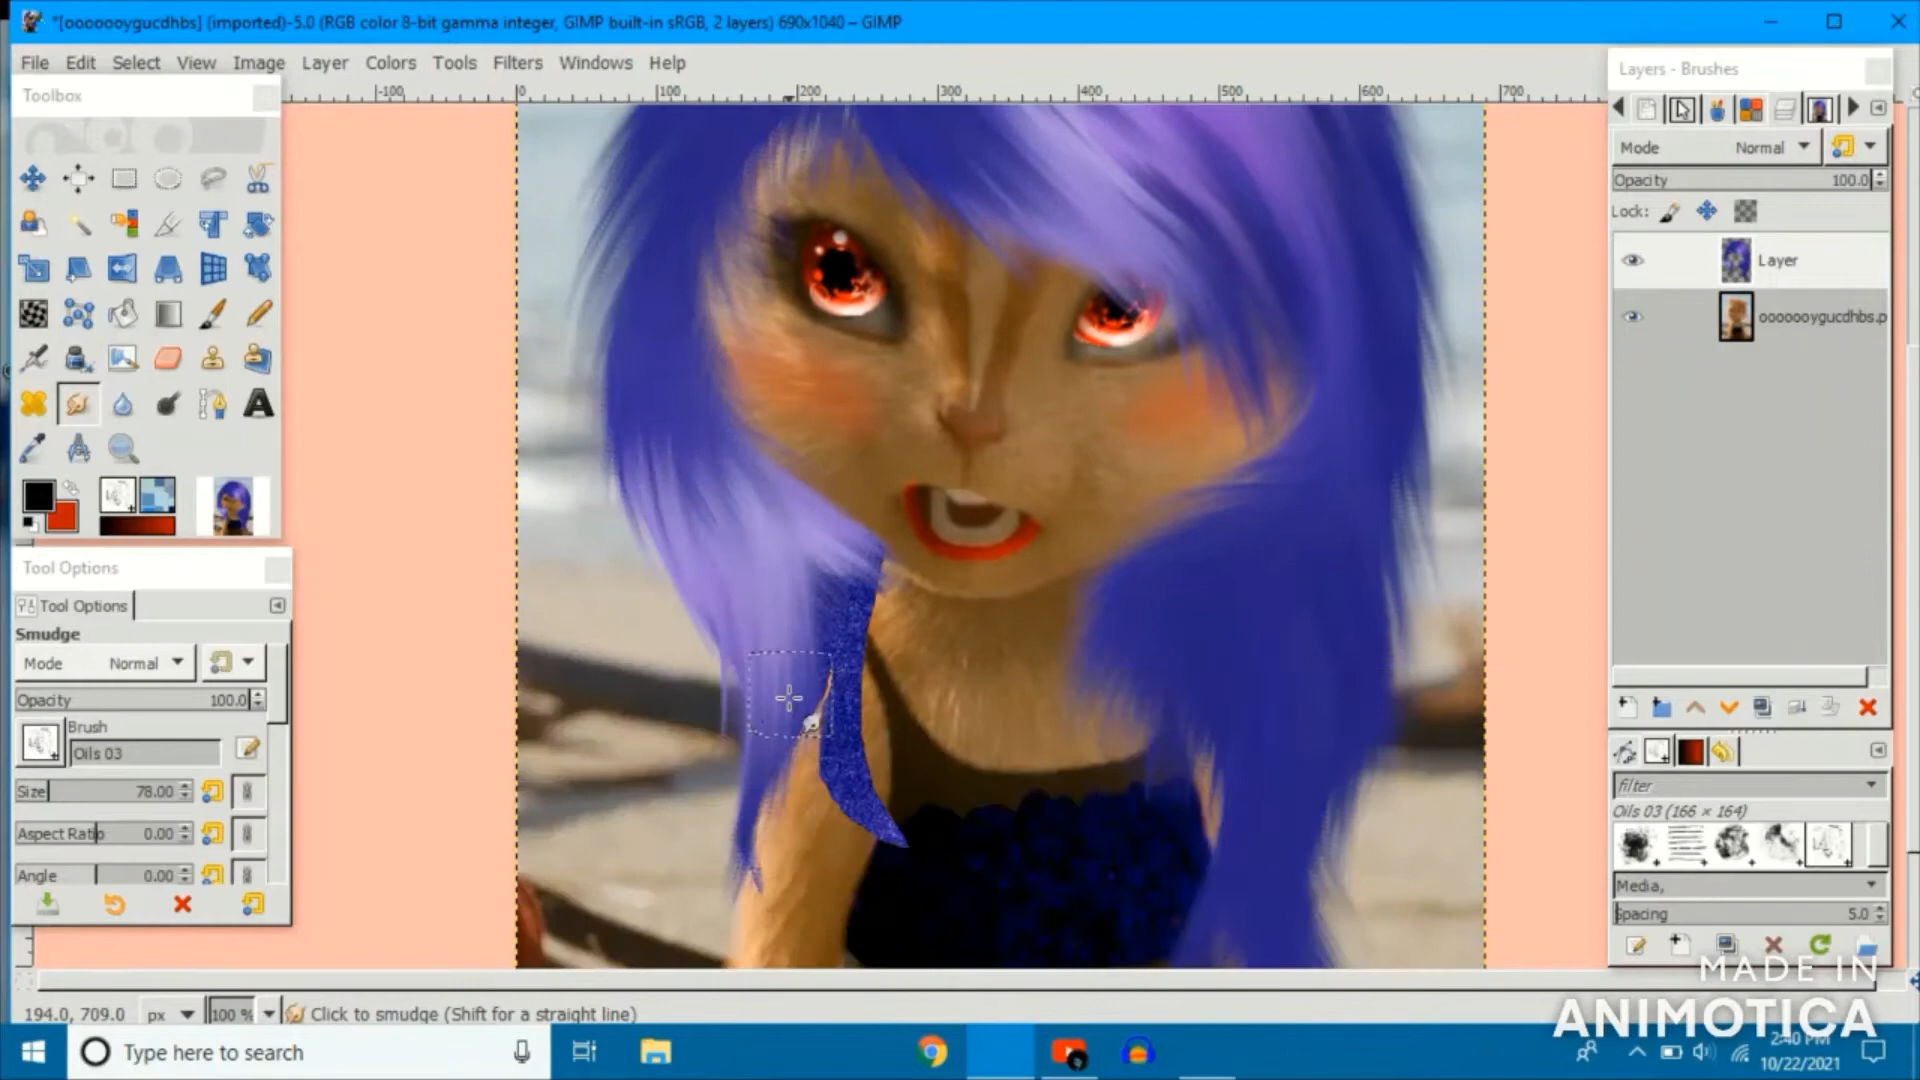 *[ooooooygucdhbs] (imported)-5.0 (RGB color 8-bit gamma integer, GIMP built-in sRGB, 2 layers) 690x1040 – GIMP
File Edit Select View Image Layer Colors Tools Filters Windows Help
Toolbox
-100 0 100 200 300 400 500 600 700
Layers - Brushes
Mode Normal
Opacity 100.0
Lock:
Layer
ooooooygucdhbs.p
Tool Options
Tool Options
Smudge
Mode Normal
Opacity 100.0
Brush
Oils 03
Size 78.00
Aspect Ratio 0.00
Angle 0.00
filter
Oils 03 (166 × 164)
Media,
Spacing 5.0
MADE IN
ANIMOTICA
194.0, 709.0 px 100 % Click to smudge (Shift for a straight line)
Type here to search
2:40 PM
10/22/2021